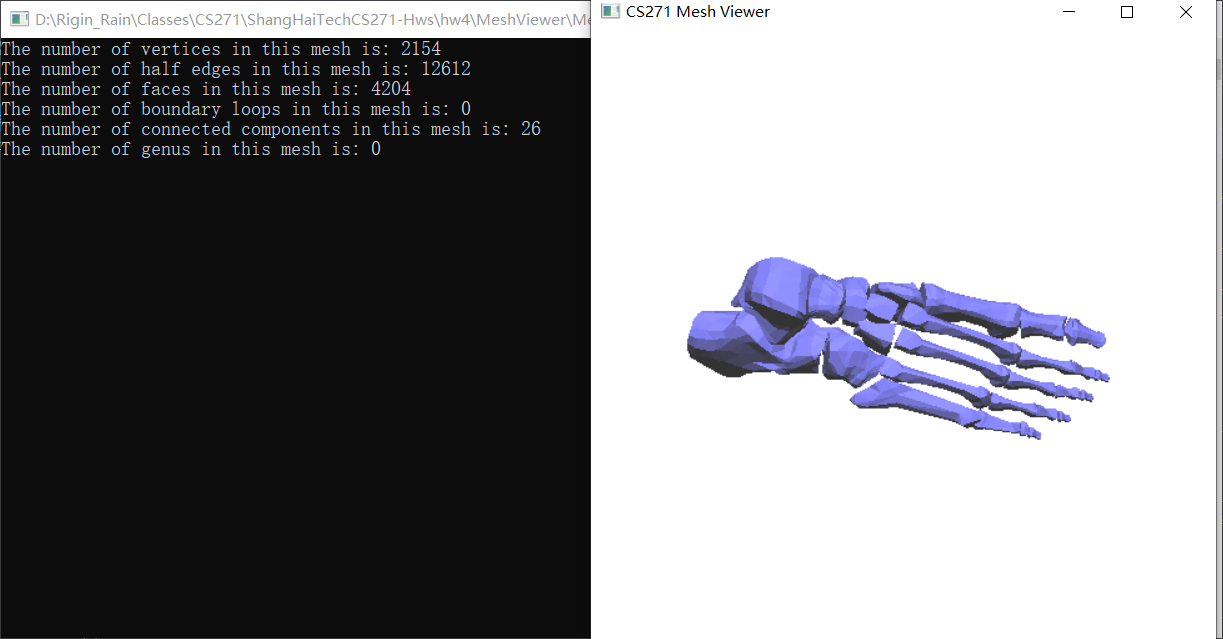 D:\Rigin_Rain\Classes\CS271\ShangHaiTechCS271-Hws\hw4\MeshViewer\Me
CS271 Mesh Viewer
The number of vertices in this mesh is: 2154
The number of half edges in this mesh is: 12612
The number of faces in this mesh is: 4204
The number of boundary loops in this mesh is: 0
The number of connected components in this mesh is: 26
The number of genus in this mesh is: 0